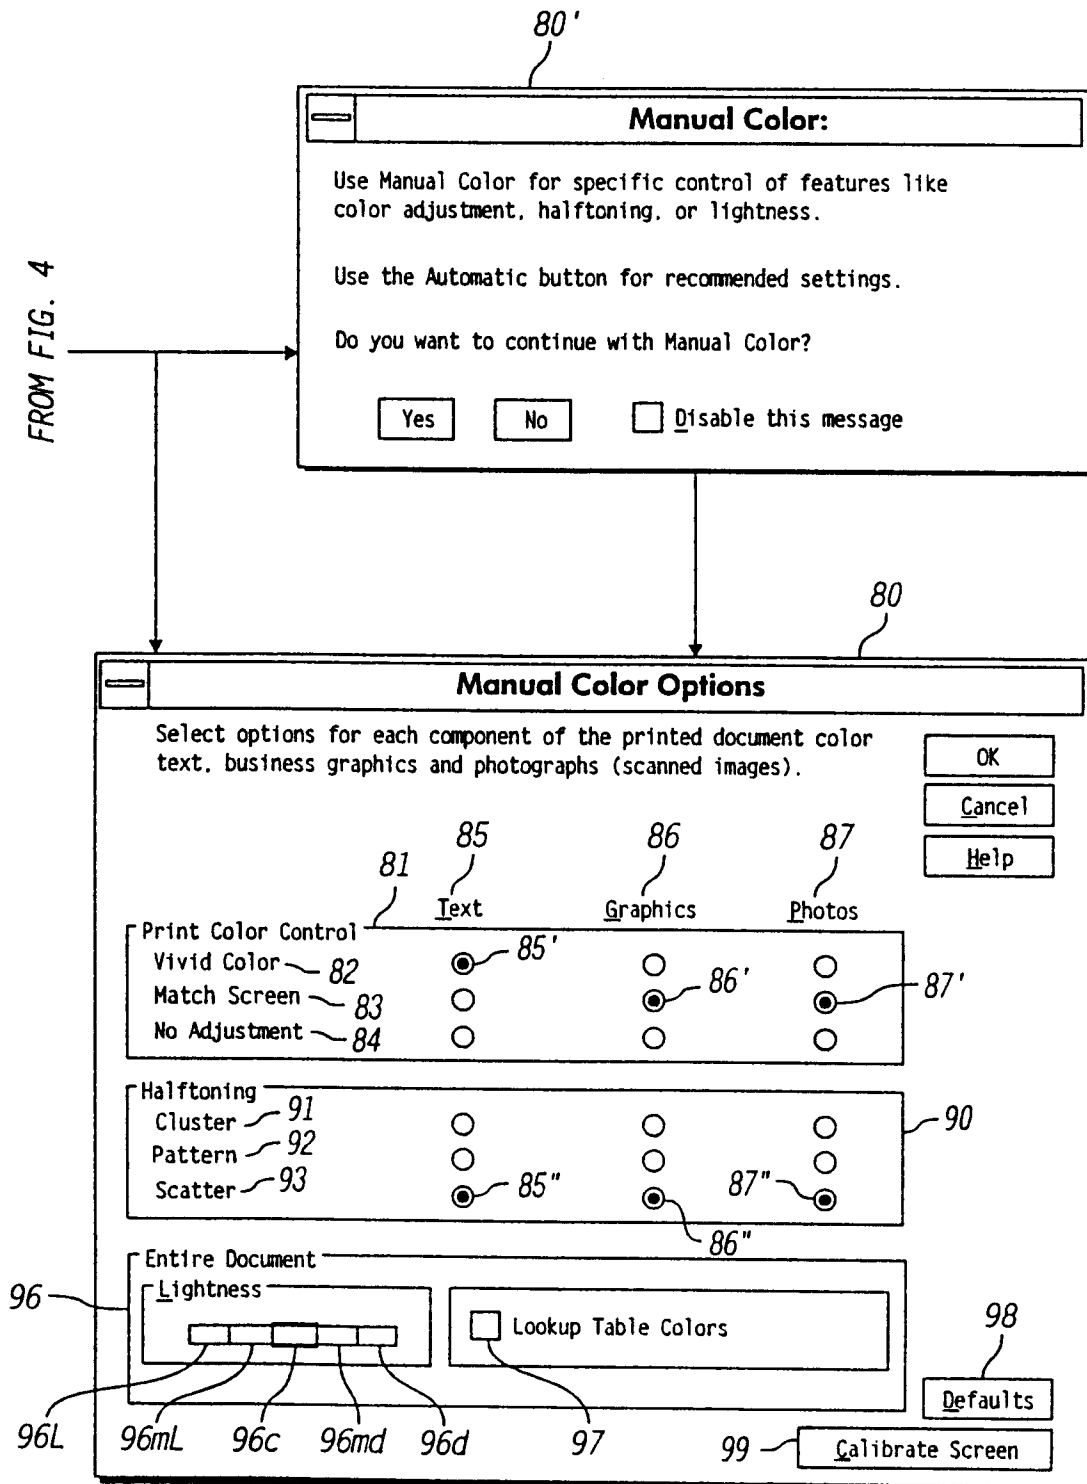 80'
Manual Color:
Use Manual Color for specific control of features like
color adjustment, halftoning, or lightness.
Use the Automatic button for recommended settings.
FROM FIG. 4
Do you want to continue with Manual Color?
Yes No Disable this message
80
Manual Color Options
Select options for each component of the printed document color
text, business graphics and photographs (scanned images).
OK
Cancel
Help
81 85 86 87
Text Graphics Photos
Print Color Control
Vivid Color 82 85'
Match Screen 83 86' 87'
No Adjustment 84
Halftoning
Cluster 91 90
Pattern 92
Scatter 93 85" 86" 87"
Entire Document
96 Lightness
Lookup Table Colors
98
Defaults
96L 96mL 96c 96md 96d 97
99 Calibrate Screen